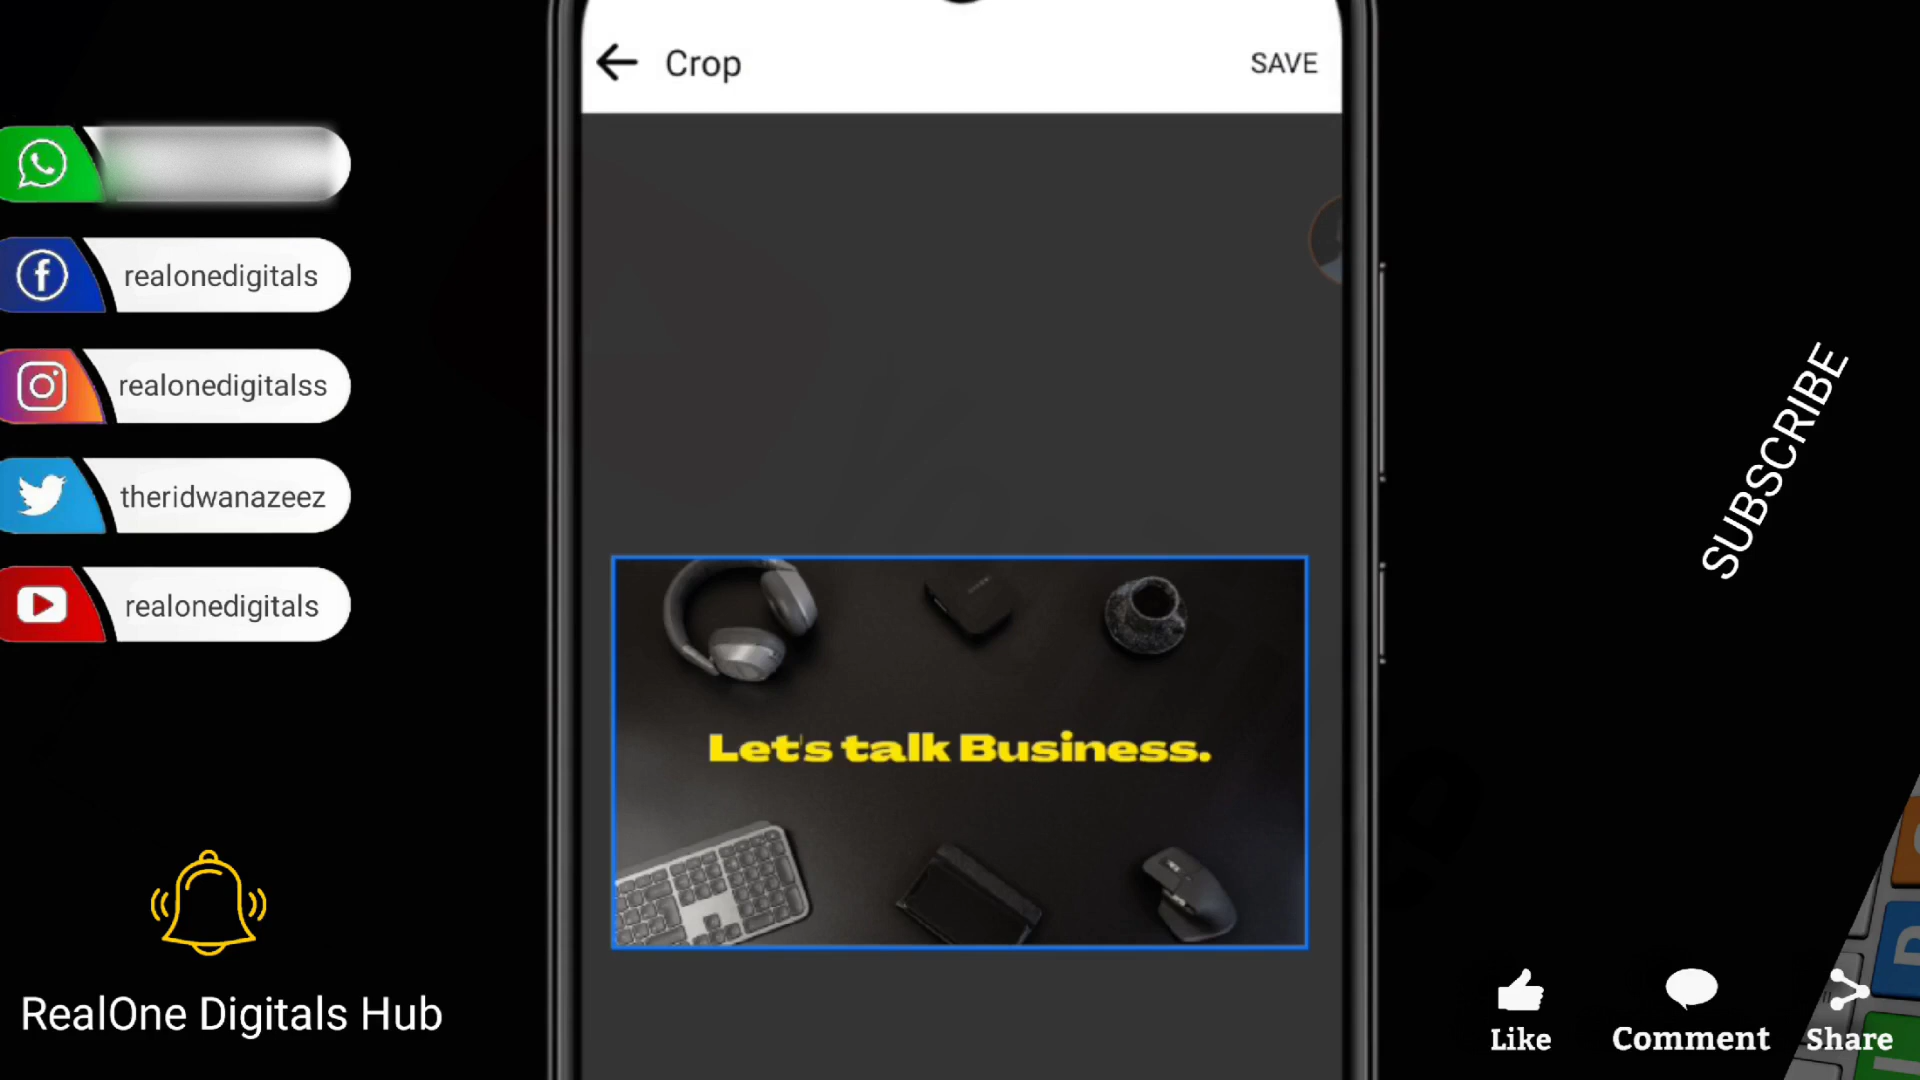 Crop
SAVE
realonedigitals
realonedigitalss
theridwanazeez
realonedigitals
SUBSCRIBE
Let's talk Business.
RealOne Digitals Hub
Like
Comment
Share